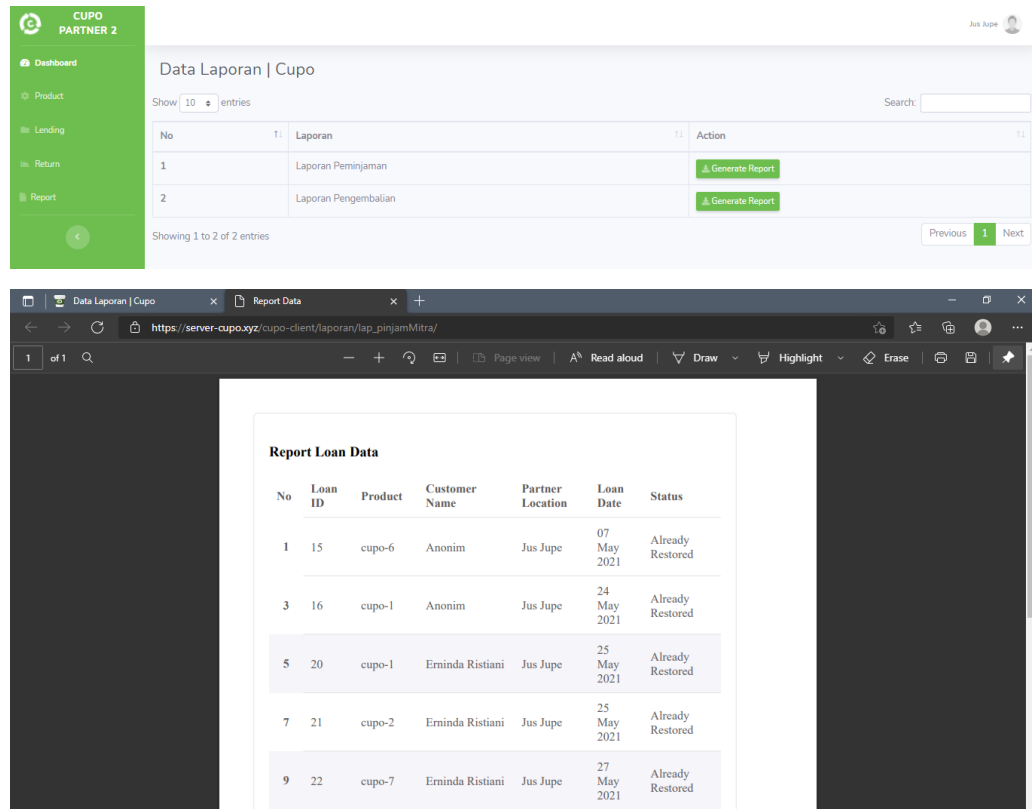 CUPO
PARTNER 2
Jus Jupe
Dashboard
Product
Lending
Return
Report
Data Laporan | Cupo
Show 10 entries
Search:
No Laporan Action
1 Laporan Peminjaman Generate Report
2 Laporan Pengembalian Generate Report
Showing 1 to 2 of 2 entries
Previous 1 Next
Data Laporan | Cupo
Report Data
https://server-cupo.xyz/cupo-client/laporan/lap_pinjamMitra/
1 of 1 Page view Read aloud Draw Highlight Erase
Report Loan Data
No Loan ID Product Customer Name Partner Location Loan Date Status
1 15 cupo-6 Anonim Jus Jupe 07 May 2021 Already Restored
3 16 cupo-1 Anonim Jus Jupe 24 May 2021 Already Restored
5 20 cupo-1 Erninda Ristiani Jus Jupe 25 May 2021 Already Restored
7 21 cupo-2 Erninda Ristiani Jus Jupe 25 May 2021 Already Restored
9 22 cupo-7 Erninda Ristiani Jus Jupe 27 May 2021 Already Restored